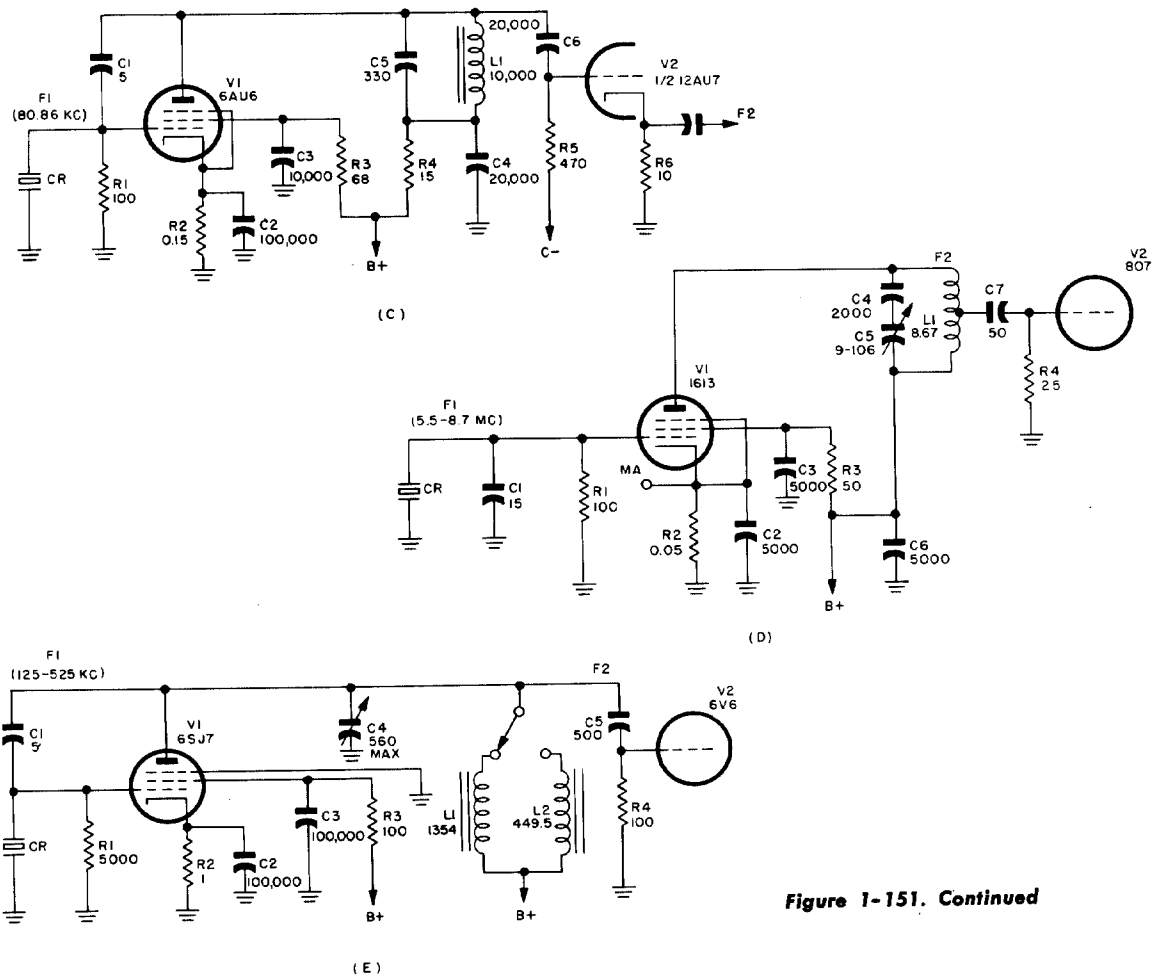 20,000
C6
C1
5
C5
330
L1
10,000
V2
1/2 12AU7
V1
6AU6
F1
(80.86 KC)
F2
CR
R1
100
C3
10,000
R3
68
R4
15
C4
20,000
R5
470
R6
10
R2
0.15
C2
100,000
B+
C-
(C)
F2
V2
807
C4
2000
L1
8.67
C7
50
C5
9-106
R4
25
V1
1613
F1
(5.5-8.7 MC)
MA
CR
C1
15
R1
100
C3
5000
R3
50
R2
0.05
C2
5000
C6
5000
B+
(D)
F1
(125-525 KC)
F2
V2
6V6
C1
5
V1
6SJ7
C4
560
MAX
C5
500
L1
1354
L2
449.5
R4
100
CR
R1
5000
C3
100,000
R3
100
R2
1
C2
100,000
B+
B+
(E)
Figure 1-151. Continued